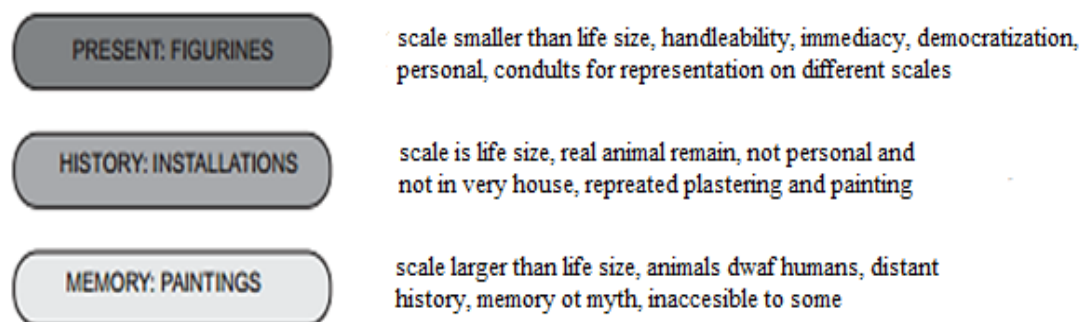 PRESENT: FIGURINES
scale smaller than life size, handleability, immediacy, democratization,
personal, condults for representation on different scales
HISTORY: INSTALLATIONS
scale is life size, real animal remain, not personal and
not in very house, repreated plastering and painting
MEMORY: PAINTINGS
scale larger than life size, animals dwaf humans, distant
history, memory ot myth, inaccesible to some